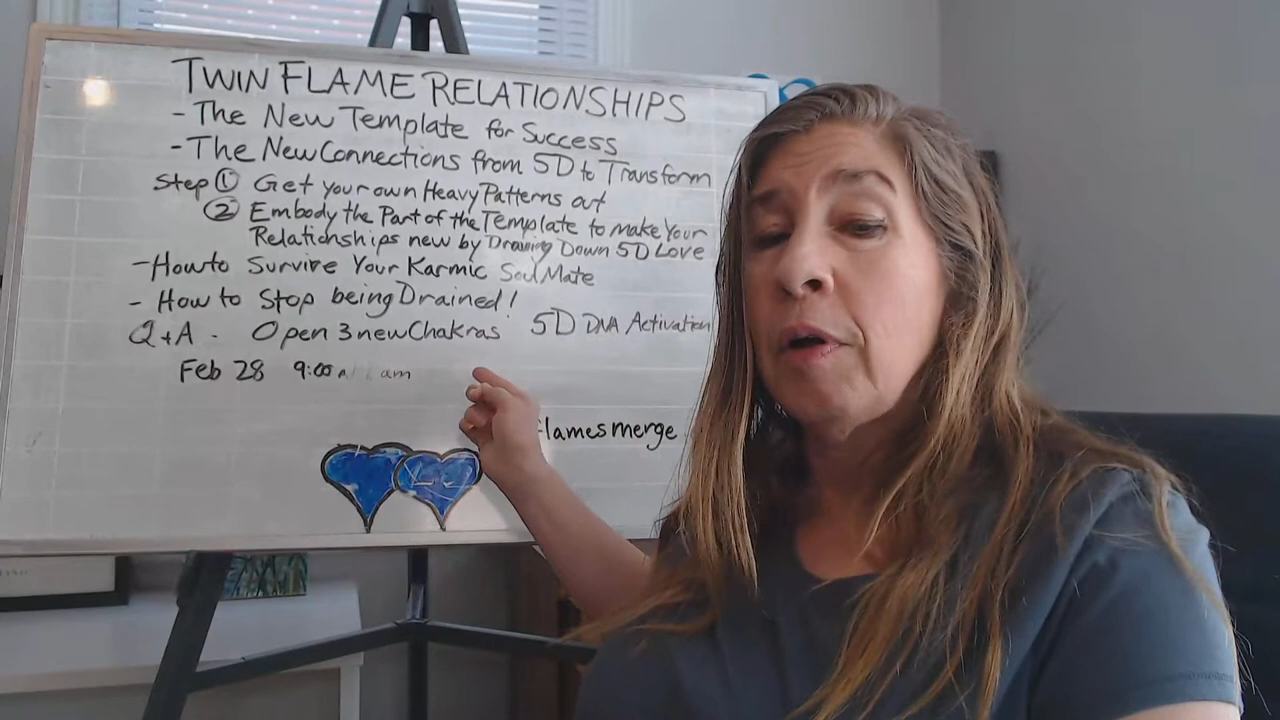 TWIN FLAME RELATIONSHIPS
- The New Template for Success
- The New Connections from 5D to Transform
Step ① Get your own Heavy Patterns out
② Embody the Part of the Template to make Your
Relationships new by Drawing Down 5D Love
- How to Survive Your Karmic Soul Mate
- How to Stop being Drained!
Q+A - Open 3 new Chakras 5D DNA Activation
Feb 28 9:00 am
flamesmerge